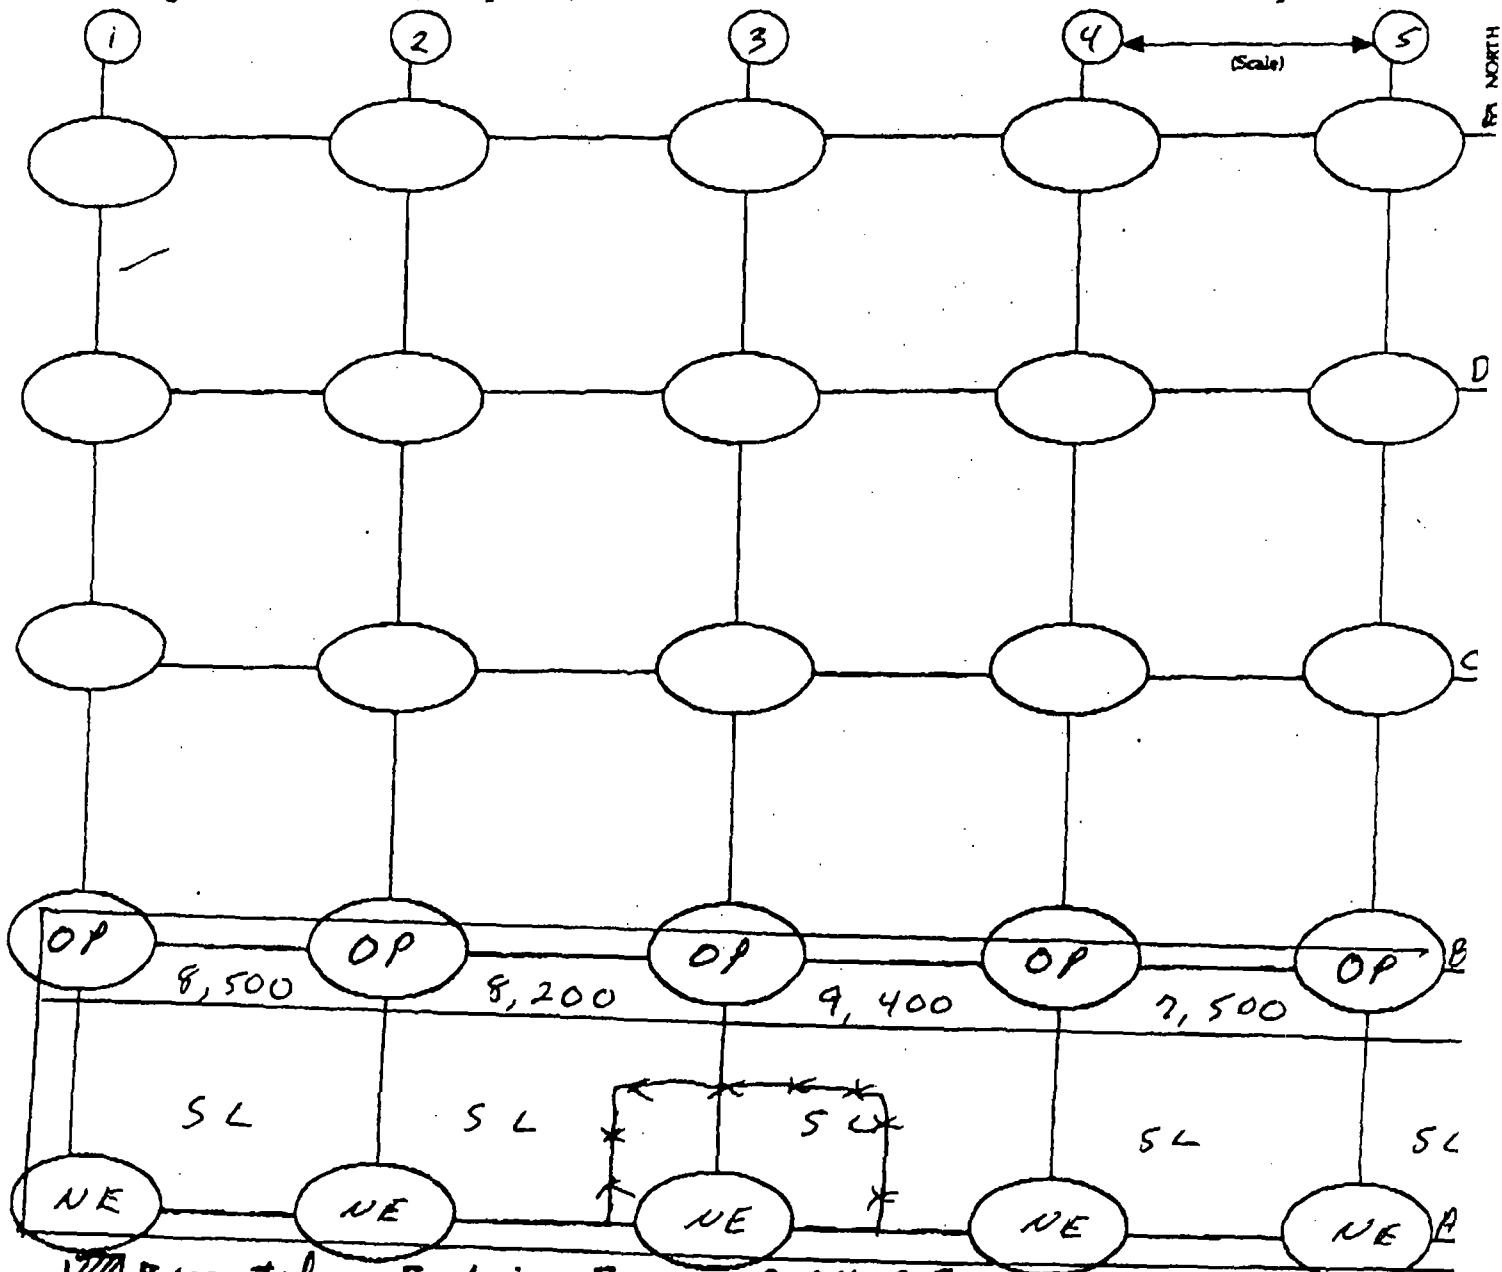 1 2 3 4 5
(Scale)
NORTH
D
C
OP OP OP OP OP B
8,500 8,200 9,400 7,500
SL SL SL SL SL
NE NE NE NE NE A